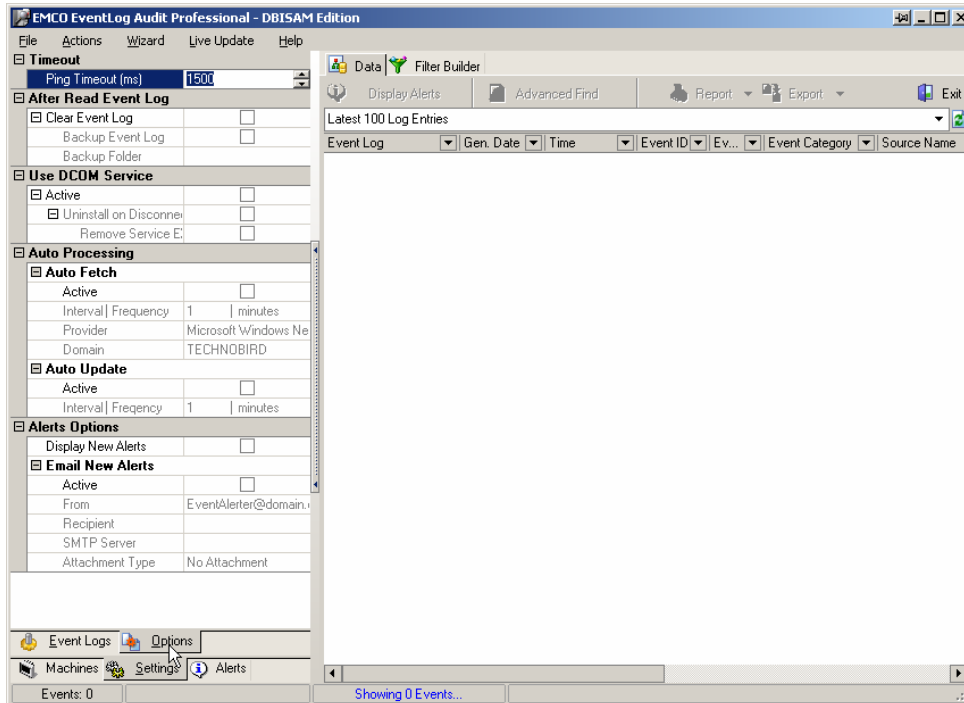 EMCO EventLog Audit Professional - DBISAM Edition
File Actions Wizard Live Update Help
Timeout
Ping Timeout (ms) 1500
After Read Event Log
Clear Event Log
Backup Event Log
Backup Folder
Use DCOM Service
Active
Uninstall on Disconne
Remove Service E
Auto Processing
Auto Fetch
Active
Interval | Frequency 1 | minutes
Provider Microsoft Windows Ne
Domain TECHNOBIRD
Auto Update
Active
Interval | Freqency 1 | minutes
Alerts Options
Display New Alerts
Email New Alerts
Active
From EventAlerter@domain.
Recipient
SMTP Server
Attachment Type No Attachment
Event Logs Options
Machines Settings Alerts
Events: 0
Data Filter Builder
Display Alerts Advanced Find Report Export Exit
Latest 100 Log Entries
Event Log Gen. Date Time Event ID Ev... Event Category Source Name
Showing 0 Events...